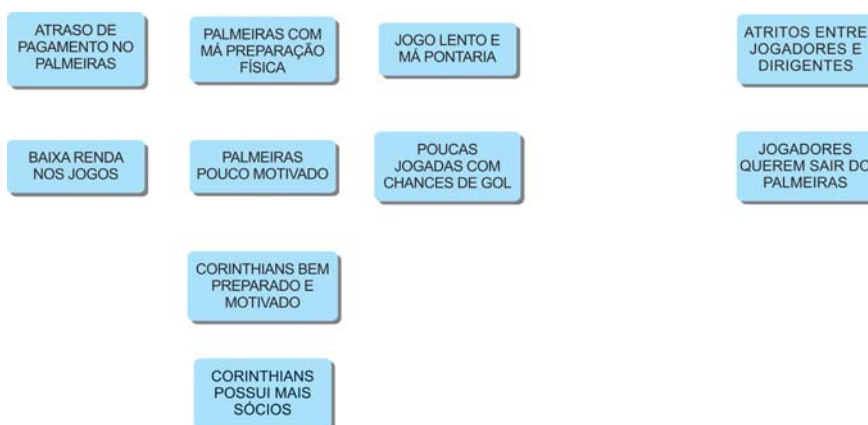 ATRASO DE
PAGAMENTO NO
PALMEIRAS
PALMEIRAS COM
MÁ PREPARAÇÃO
FÍSICA
JOGO LENTO E
MÁ PONTARIA
ATRITOS ENTRE
JOGADORES E
DIRIGENTES
BAIXA RENDA
NOS JOGOS
PALMEIRAS
POUCO MOTIVADO
POUCAS
JOGADAS COM
CHANCES DE GOL
JOGADORES
QUEREM SAIR DO
PALMEIRAS
CORINTHIANS BEM
PREPARADO E
MOTIVADO
CORINTHIANS
POSSUI MAIS
SÓCIOS